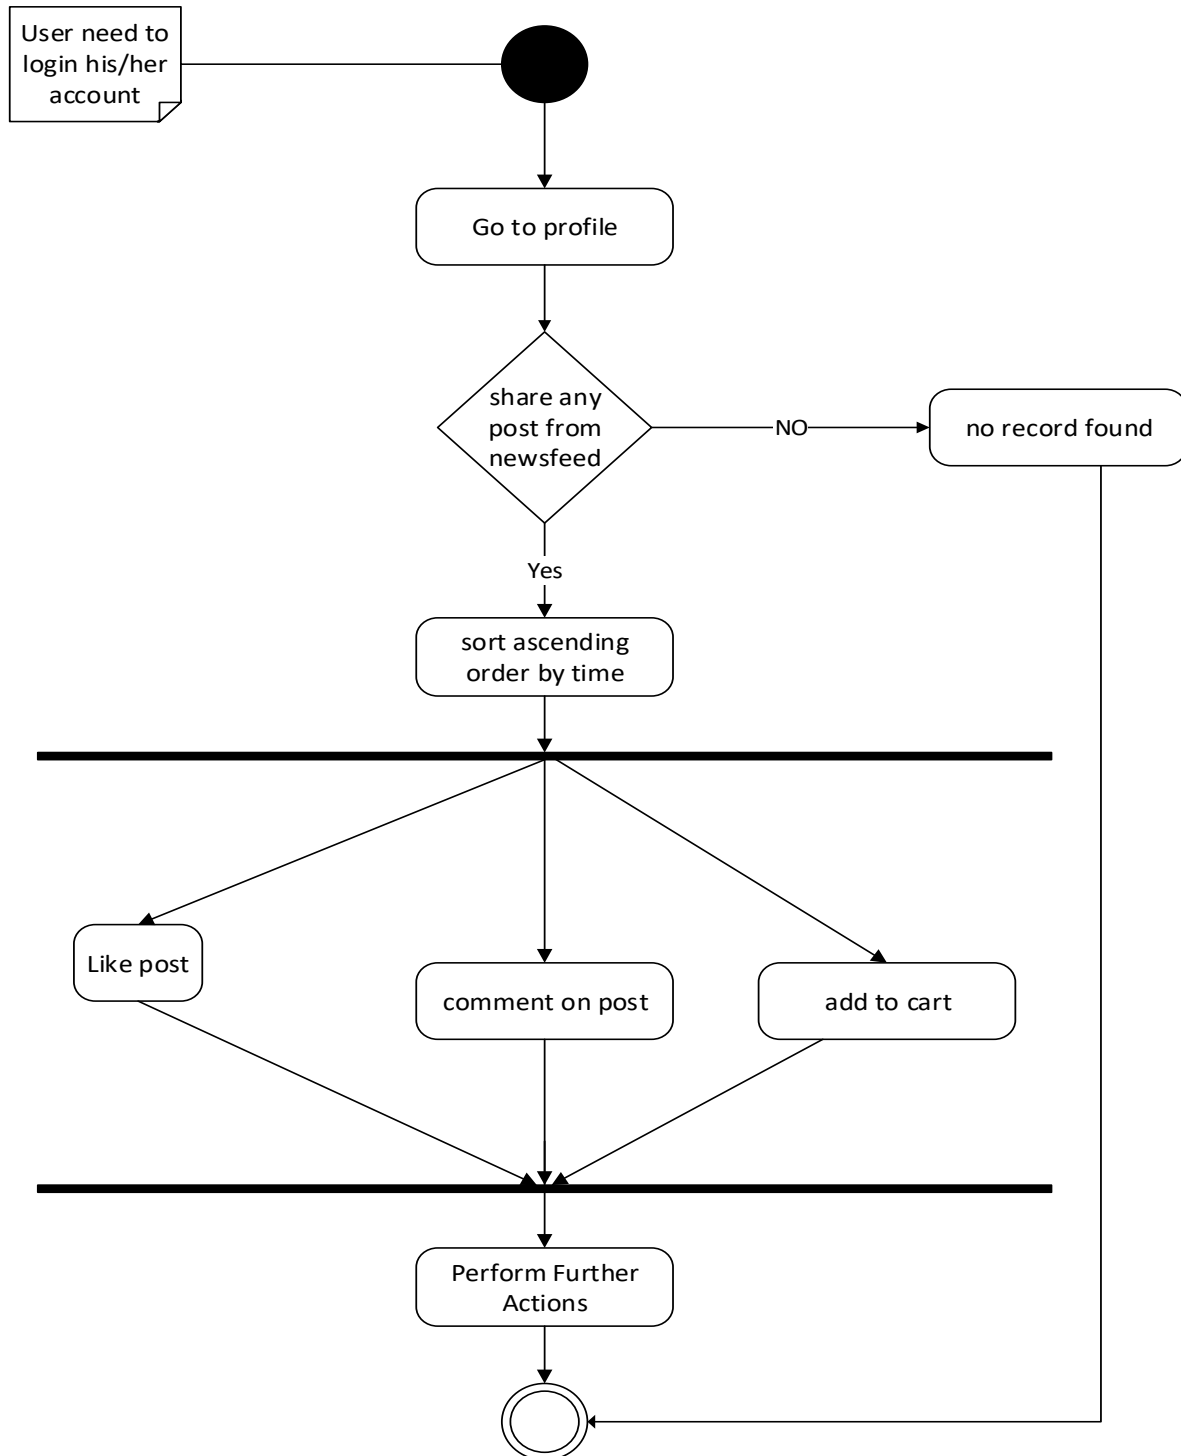 User need to
login his/her
account
Go to profile
share any
post from
newsfeed
NO
no record found
Yes
sort ascending
order by time
Like post
comment on post
add to cart
Perform Further
Actions